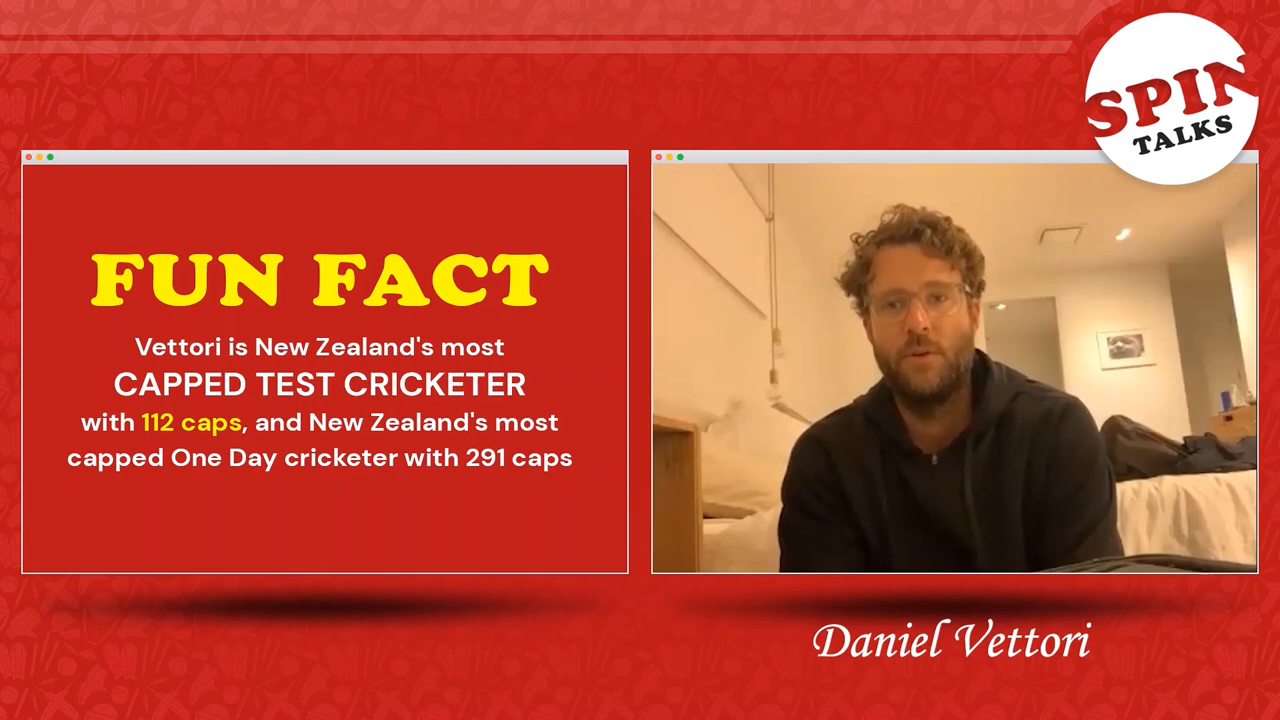 SPIN
TALKS
FUN FACT
Vettori is New Zealand's most
CAPPED TEST CRICKETER
with 112 caps, and New Zealand's most
capped One Day cricketer with 291 caps
Daniel Vettori